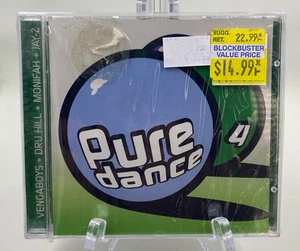 SUGG.
RET. 22.99
BLOCKBUSTER
VALUE PRICE
$14.99
Pure
dance
4
VENGABOYS • DRU HILL • MONIFAH • JAY-Z